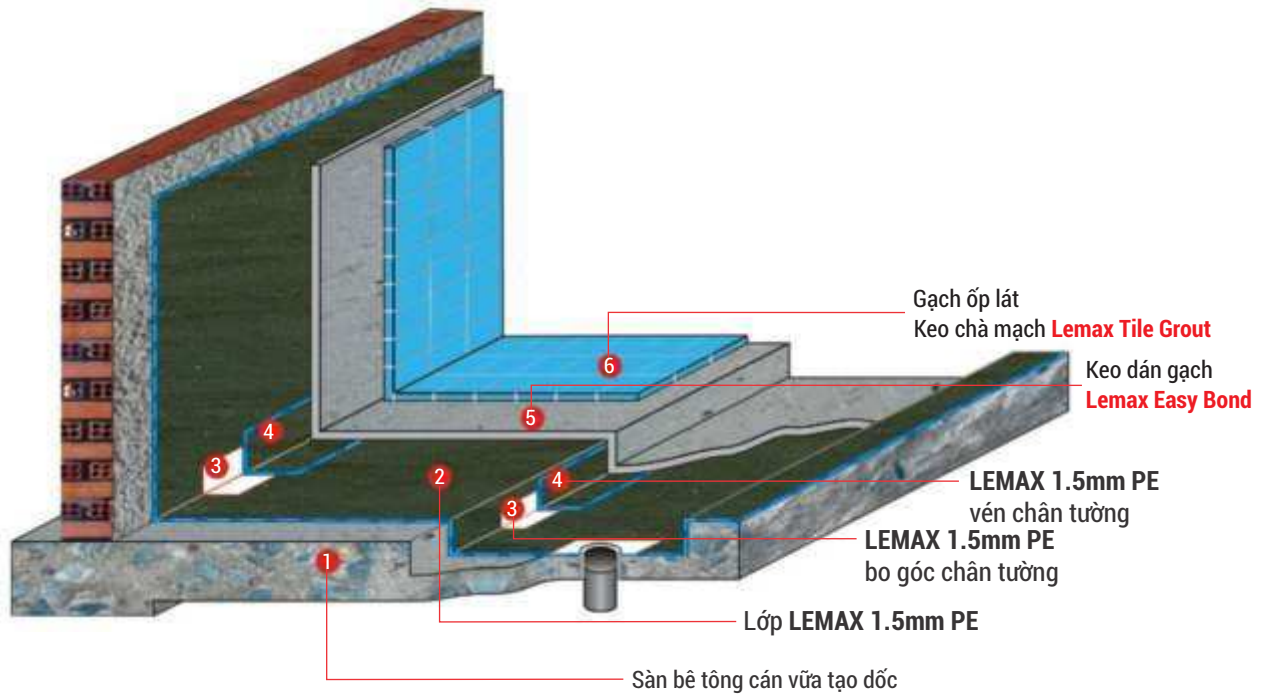 Gạch ốp lát
Keo chà mạch Lemax Tile Grout
6
Keo dán gạch
Lemax Easy Bond
5
4
3
2
4
LEMAX 1.5mm PE
vén chân tường
3
LEMAX 1.5mm PE
bo góc chân tường
1
Lớp LEMAX 1.5mm PE
Sàn bê tông cán vữa tạo dốc